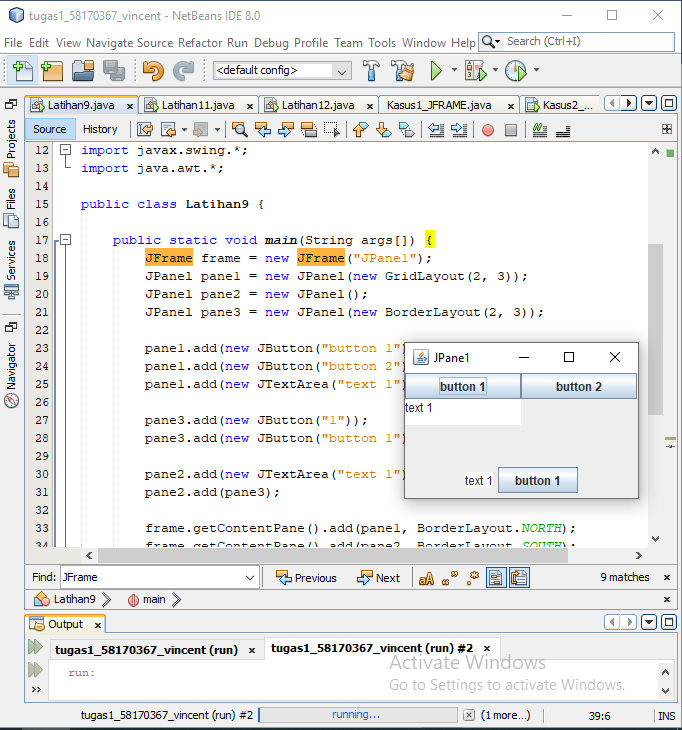 tugas1_58170367_vincent - NetBeans IDE 8.0
File Edit View Navigate Source Refactor Run Debug Profile Team Tools Window Help Search (Ctrl+I)
<default config>
Latihan9.java Latihan11.java Latihan12.java Kasus1_JFRAME.java Kasus2_...
Source History
Projects
Files
Services
Navigator
12 import javax.swing.*;
13 import java.awt.*;
14
15 public class Latihan9 {
16
17 public static void main(String args[]) {
18 JFrame frame = new JFrame("JPane1");
19 JPanel pane1 = new JPanel(new GridLayout(2, 3));
20 JPanel pane2 = new JPanel();
21 JPanel pane3 = new JPanel(new BorderLayout(2, 3));
22
23 pane1.add(new JButton("button 1")
24 pane1.add(new JButton("button 2")
25 pane1.add(new JTextArea("text 1")
26
27 pane3.add(new JButton("1"));
28 pane3.add(new JButton("button 1")
29
30 pane2.add(new JTextArea("text 1")
31 pane2.add(pane3);
32
33 frame.getContentPane().add(pane1, BorderLayout.NORTH);
34 frame.getContentPane().add(pane2, BorderLayout.SOUTH);
JPane1
button 1 button 2
text 1
text 1 button 1
Find: JFrame Previous Next 9 matches
Latihan9 main
Output
tugas1_58170367_vincent (run) tugas1_58170367_vincent (run) #2
run:
Activate Windows
Go to Settings to activate Windows.
tugas1_58170367_vincent (run) #2 running... (1 more...) 39:6 INS